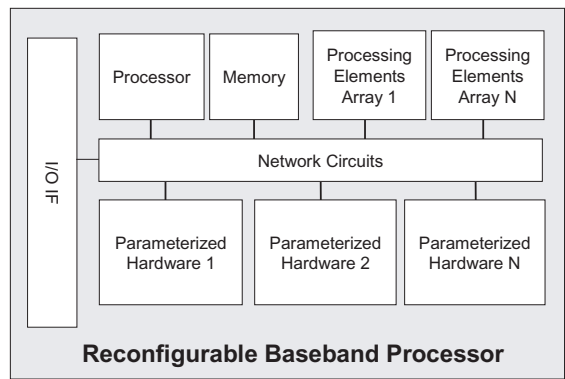 I/O IF
Processor
Memory
Processing
Elements
Array 1
Processing
Elements
Array N
Network Circuits
Parameterized
Hardware 1
Parameterized
Hardware 2
Parameterized
Hardware N
Reconfigurable Baseband Processor